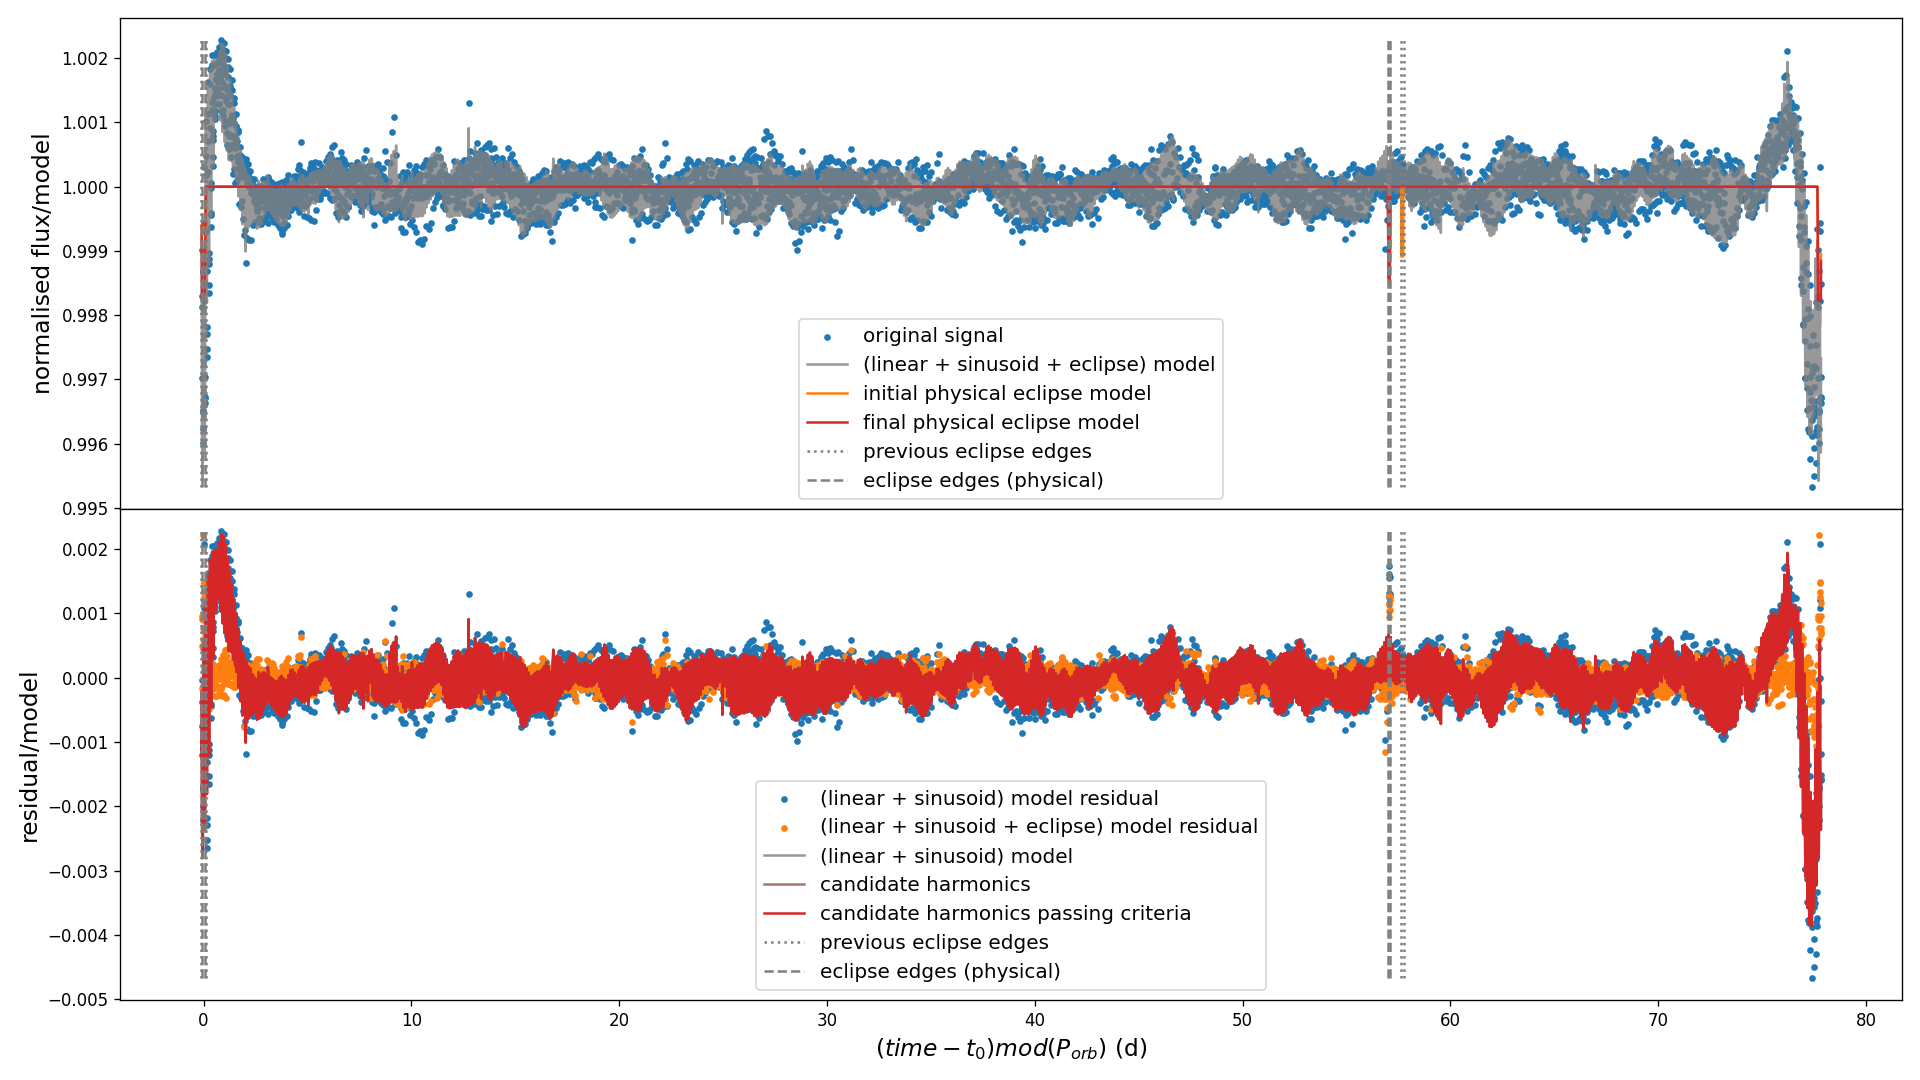 normalised flux/model
1.002
1.001
1.000
0.999
0.998
0.997
0.996
0.995
original signal
(linear + sinusoid + eclipse) model
initial physical eclipse model
final physical eclipse model
previous eclipse edges
eclipse edges (physical)
residual/model
0.002
0.001
0.000
−0.001
−0.002
−0.003
−0.004
−0.005
(linear + sinusoid) model residual
(linear + sinusoid + eclipse) model residual
(linear + sinusoid) model
candidate harmonics
candidate harmonics passing criteria
previous eclipse edges
eclipse edges (physical)
0 10 20 30 40 50 60 70 80
(time − t₀)mod(P_orb) (d)